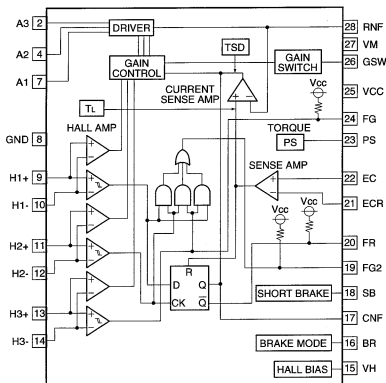 A3 2
A2 4
A1 7
GND 8
H1+ 9
H1- 10
H2+ 11
H2- 12
H3+ 13
H3- 14
DRIVER
GAIN
CONTROL
TL
HALL AMP
TSD
CURRENT
SENSE AMP
GAIN
SWITCH
Vcc
TORQUE
PS
SENSE AMP
Vcc
Vcc
R
D Q
CK Q
SHORT BRAKE
BRAKE MODE
HALL BIAS
28 RNF
27 VM
26 GSW
25 VCC
24 FG
23 PS
22 EC
21 ECR
20 FR
19 FG2
18 SB
17 CNF
16 BR
15 VH